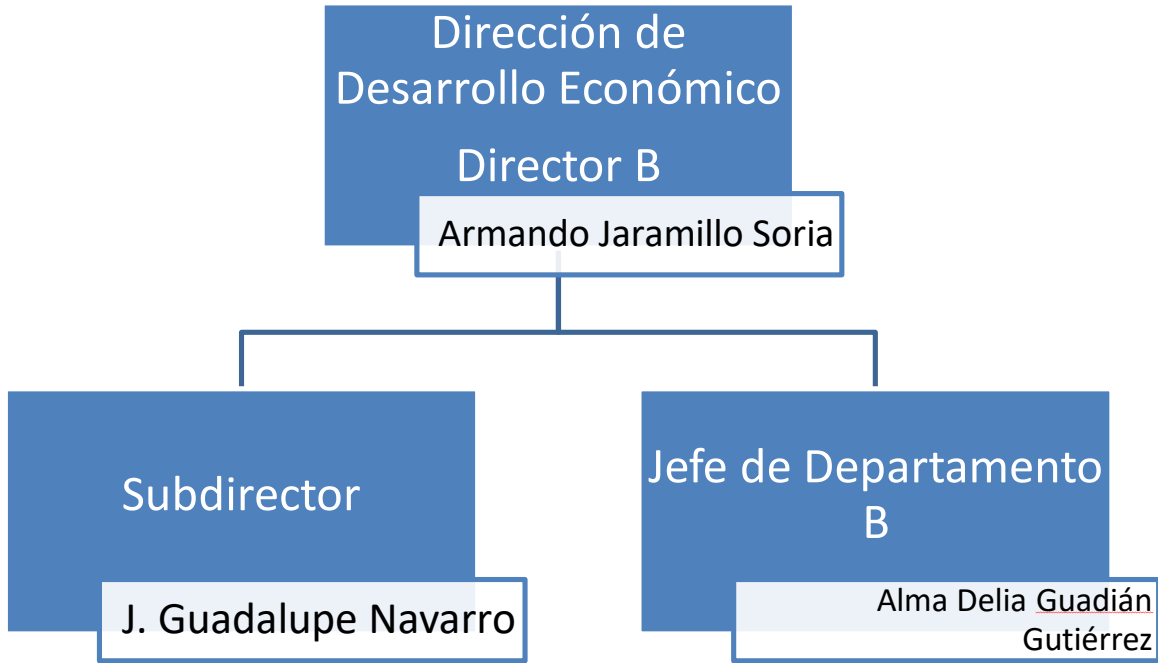 Dirección de
Desarrollo Económico
Director B
Armando Jaramillo Soria
Subdirector
J. Guadalupe Navarro
Jefe de Departamento
B
Alma Delia Guadián
Gutiérrez